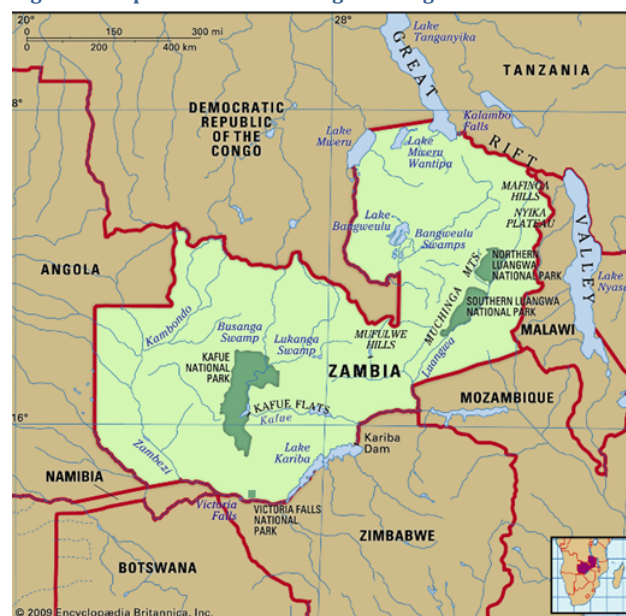 20°
0 150 300 mi
0 200 400 km
28°
Lake
Tanganyika
GREAT
RIFT
VALLEY
TANZANIA
8°
DEMOCRATIC
REPUBLIC
OF THE
CONGO
Lake
Mweru
Lake
Mweru
Wantipa
Kalambo
Falls
MAFINGA
HILLS
NYIKA
PLATEAU
Lake
Bangweulu
Bangweulu
Swamps
NORTHERN
LUANGWA
NATIONAL PARK
MUCHINGA MTS.
SOUTHERN LUANGWA
NATIONAL PARK
Lake
Nyasa
ANGOLA
Kambondo
Busanga
Swamp
Lukanga
Swamp
MUFULWE
HILLS
Luangwa
MALAWI
KAFUE
NATIONAL
PARK
ZAMBIA
MOZAMBIQUE
KAFUE FLATS
Kafue
16°
Kariba
Dam
Lake
Kariba
Zambezi
NAMIBIA
Victoria
Falls
VICTORIA FALLS
NATIONAL
PARK
ZIMBABWE
BOTSWANA
© 2009 Encyclopædia Britannica, Inc.